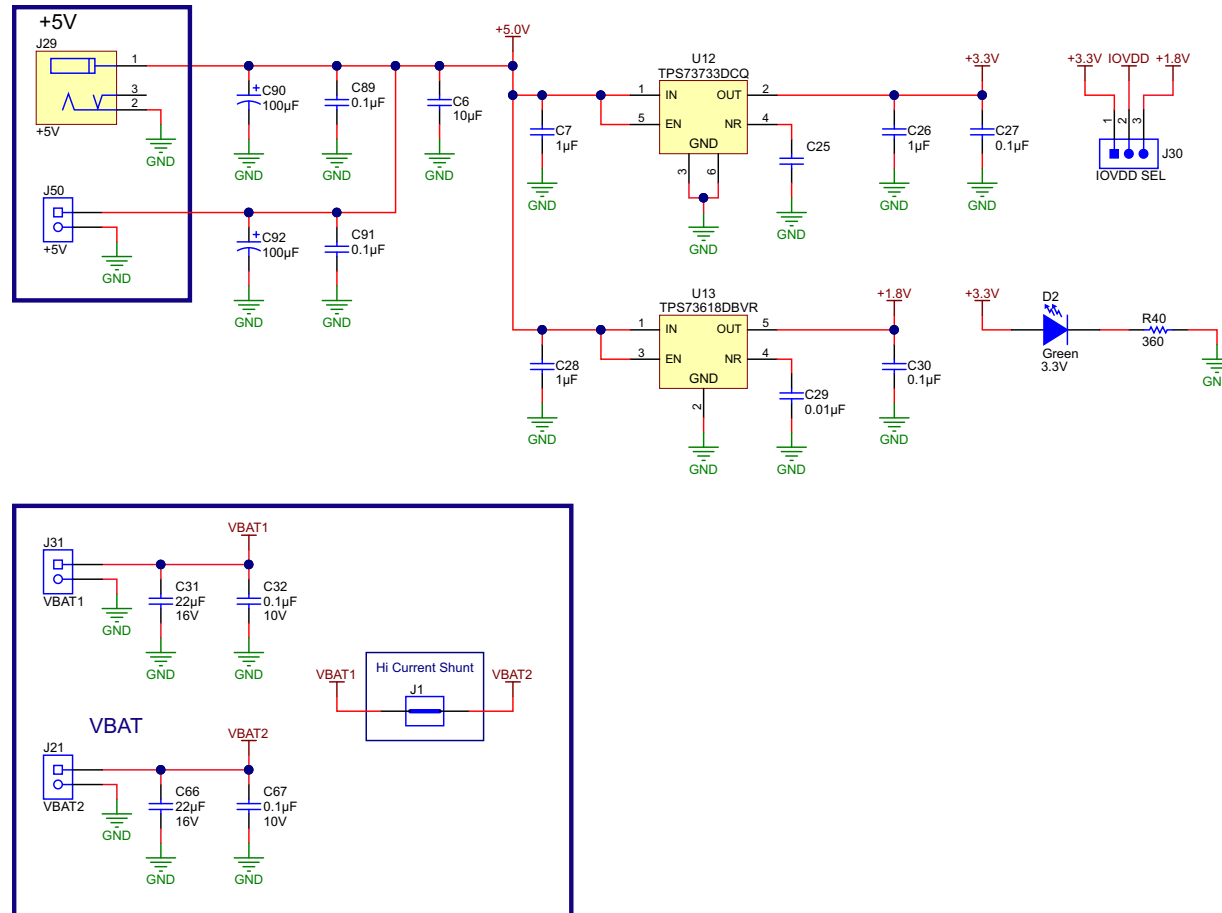 +5V
J29
1
3
2
+5V
GND
J50
+5V
GND
C90
100µF
GND
C89
0.1µF
GND
C6
10µF
GND
C92
100µF
GND
C91
0.1µF
GND
+5.0V
C7
1µF
GND
U12
TPS73733DCQ
1 IN OUT 2
5 EN NR 4
GND
3 6
GND
C25
GND
+3.3V
C26
1µF
GND
C27
0.1µF
GND
+3.3V IOVDD +1.8V
1 2 3
J30
IOVDD SEL
C28
1µF
GND
U13
TPS73618DBVR
1 IN OUT 5
3 EN NR 4
GND
2
GND
C29
0.01µF
GND
+1.8V
C30
0.1µF
GND
+3.3V
D2
Green
3.3V
R40
360
GN
J31
VBAT1
GND
VBAT1
C31
22µF
16V
GND
C32
0.1µF
10V
GND
Hi Current Shunt
VBAT1
J1
VBAT2
VBAT
J21
VBAT2
GND
VBAT2
C66
22µF
16V
GND
C67
0.1µF
10V
GND